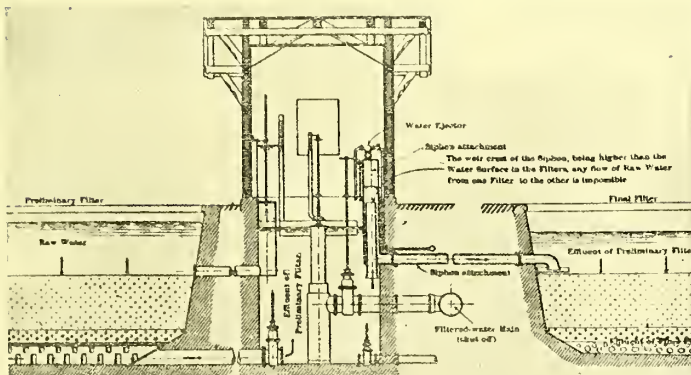 Water Ejector
Siphon attachment
The weir crest of the Siphon, being higher than the
Water Surface in the Filters, any flow of Raw Water
from one Filter to the other is impossible
Preliminary Filter
Final Filter
Raw Water
Effluent of Preliminary Filter
Siphon attachment
Effluent of
Preliminary Filter
Filtered-water Main
(shut off)
Effluent of